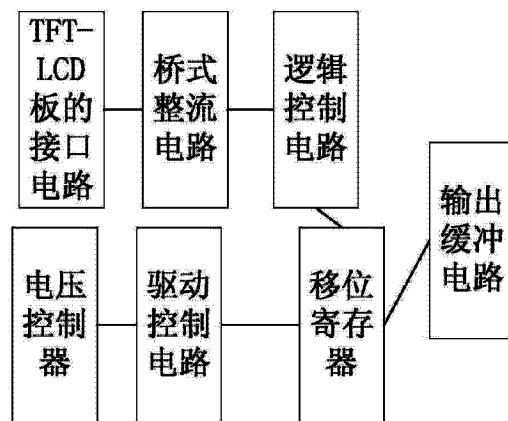 TFT-
LCD
板的
接口
电路
桥式
整流
电路
逻辑
控制
电路
输出
缓冲
电路
电压
控制
器
驱动
控制
电路
移位
寄存
器